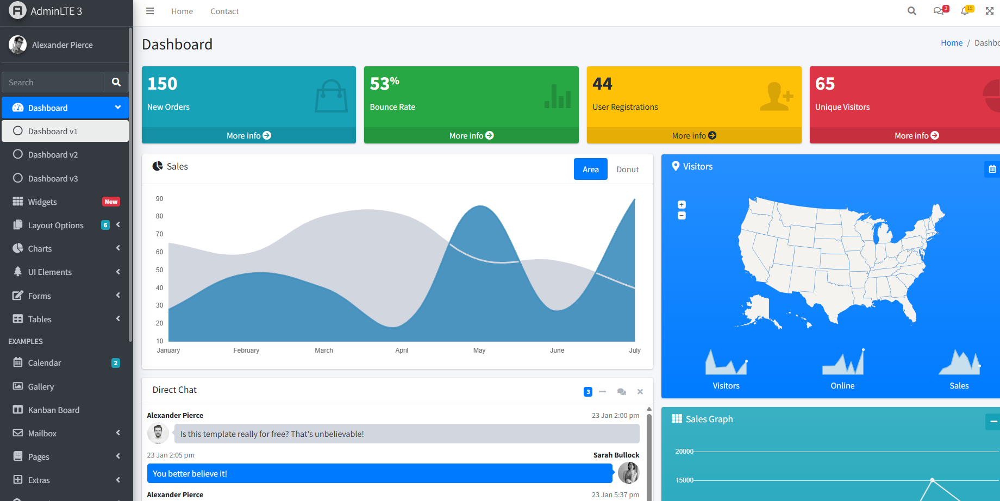 AdminLTE 3
Home
Contact
3
15
Alexander Pierce
Search
Dashboard
Dashboard v1
Dashboard v2
Dashboard v3
Widgets
New
Layout Options
6
Charts
UI Elements
Forms
Tables
EXAMPLES
Calendar
2
Gallery
Kanban Board
Mailbox
Pages
Extras
Dashboard
Home / Dashbo
150
New Orders
More info
53%
Bounce Rate
More info
44
User Registrations
More info
65
Unique Visitors
More info
Sales
Area
Donut
90
80
70
60
50
40
30
20
10
January
February
March
April
May
June
July
Visitors
+
−
Visitors
Online
Sales
Direct Chat
3
Alexander Pierce
23 Jan 2:00 pm
Is this template really for free? That's unbelievable!
23 Jan 2:05 pm
Sarah Bullock
You better believe it!
Alexander Pierce
23 Jan 5:37 pm
Sales Graph
20000
15000